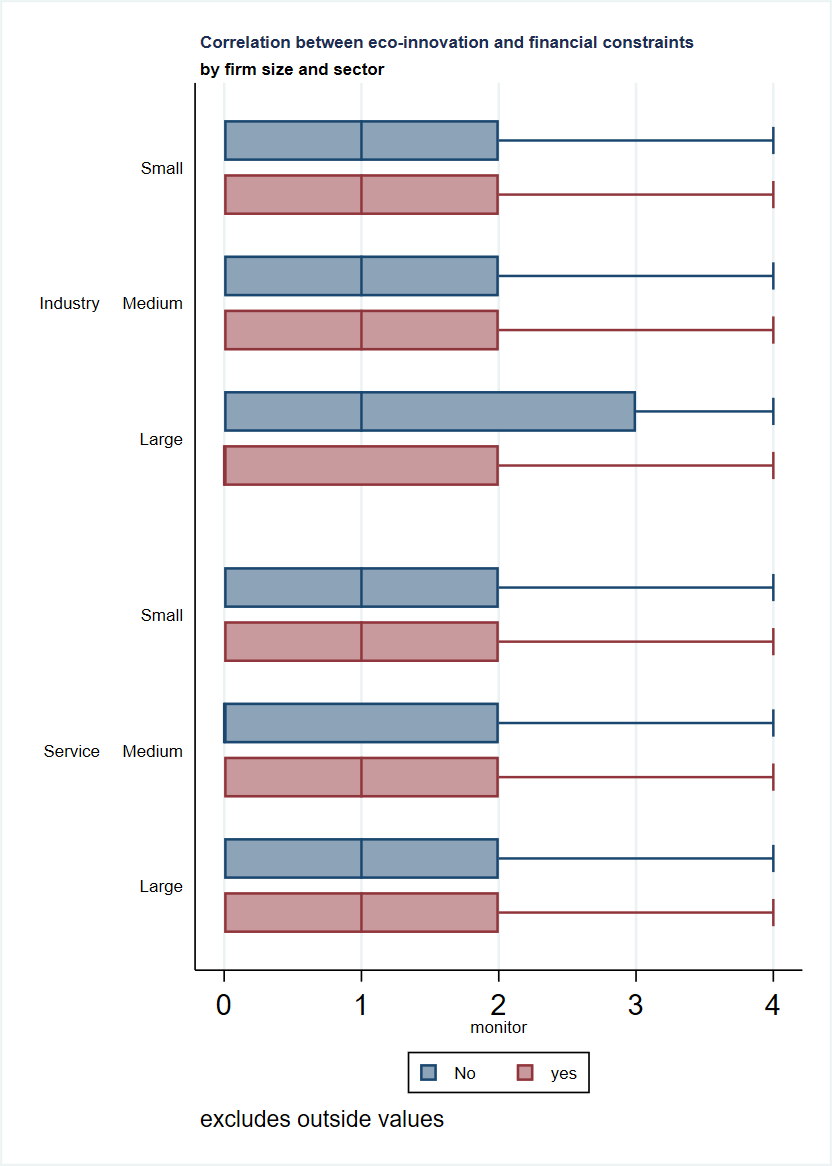 Correlation between eco-innovation and financial constraints
by firm size and sector
Small
Industry Medium
Large
Small
Service Medium
Large
0 1 2 3 4
monitor
No yes
excludes outside values